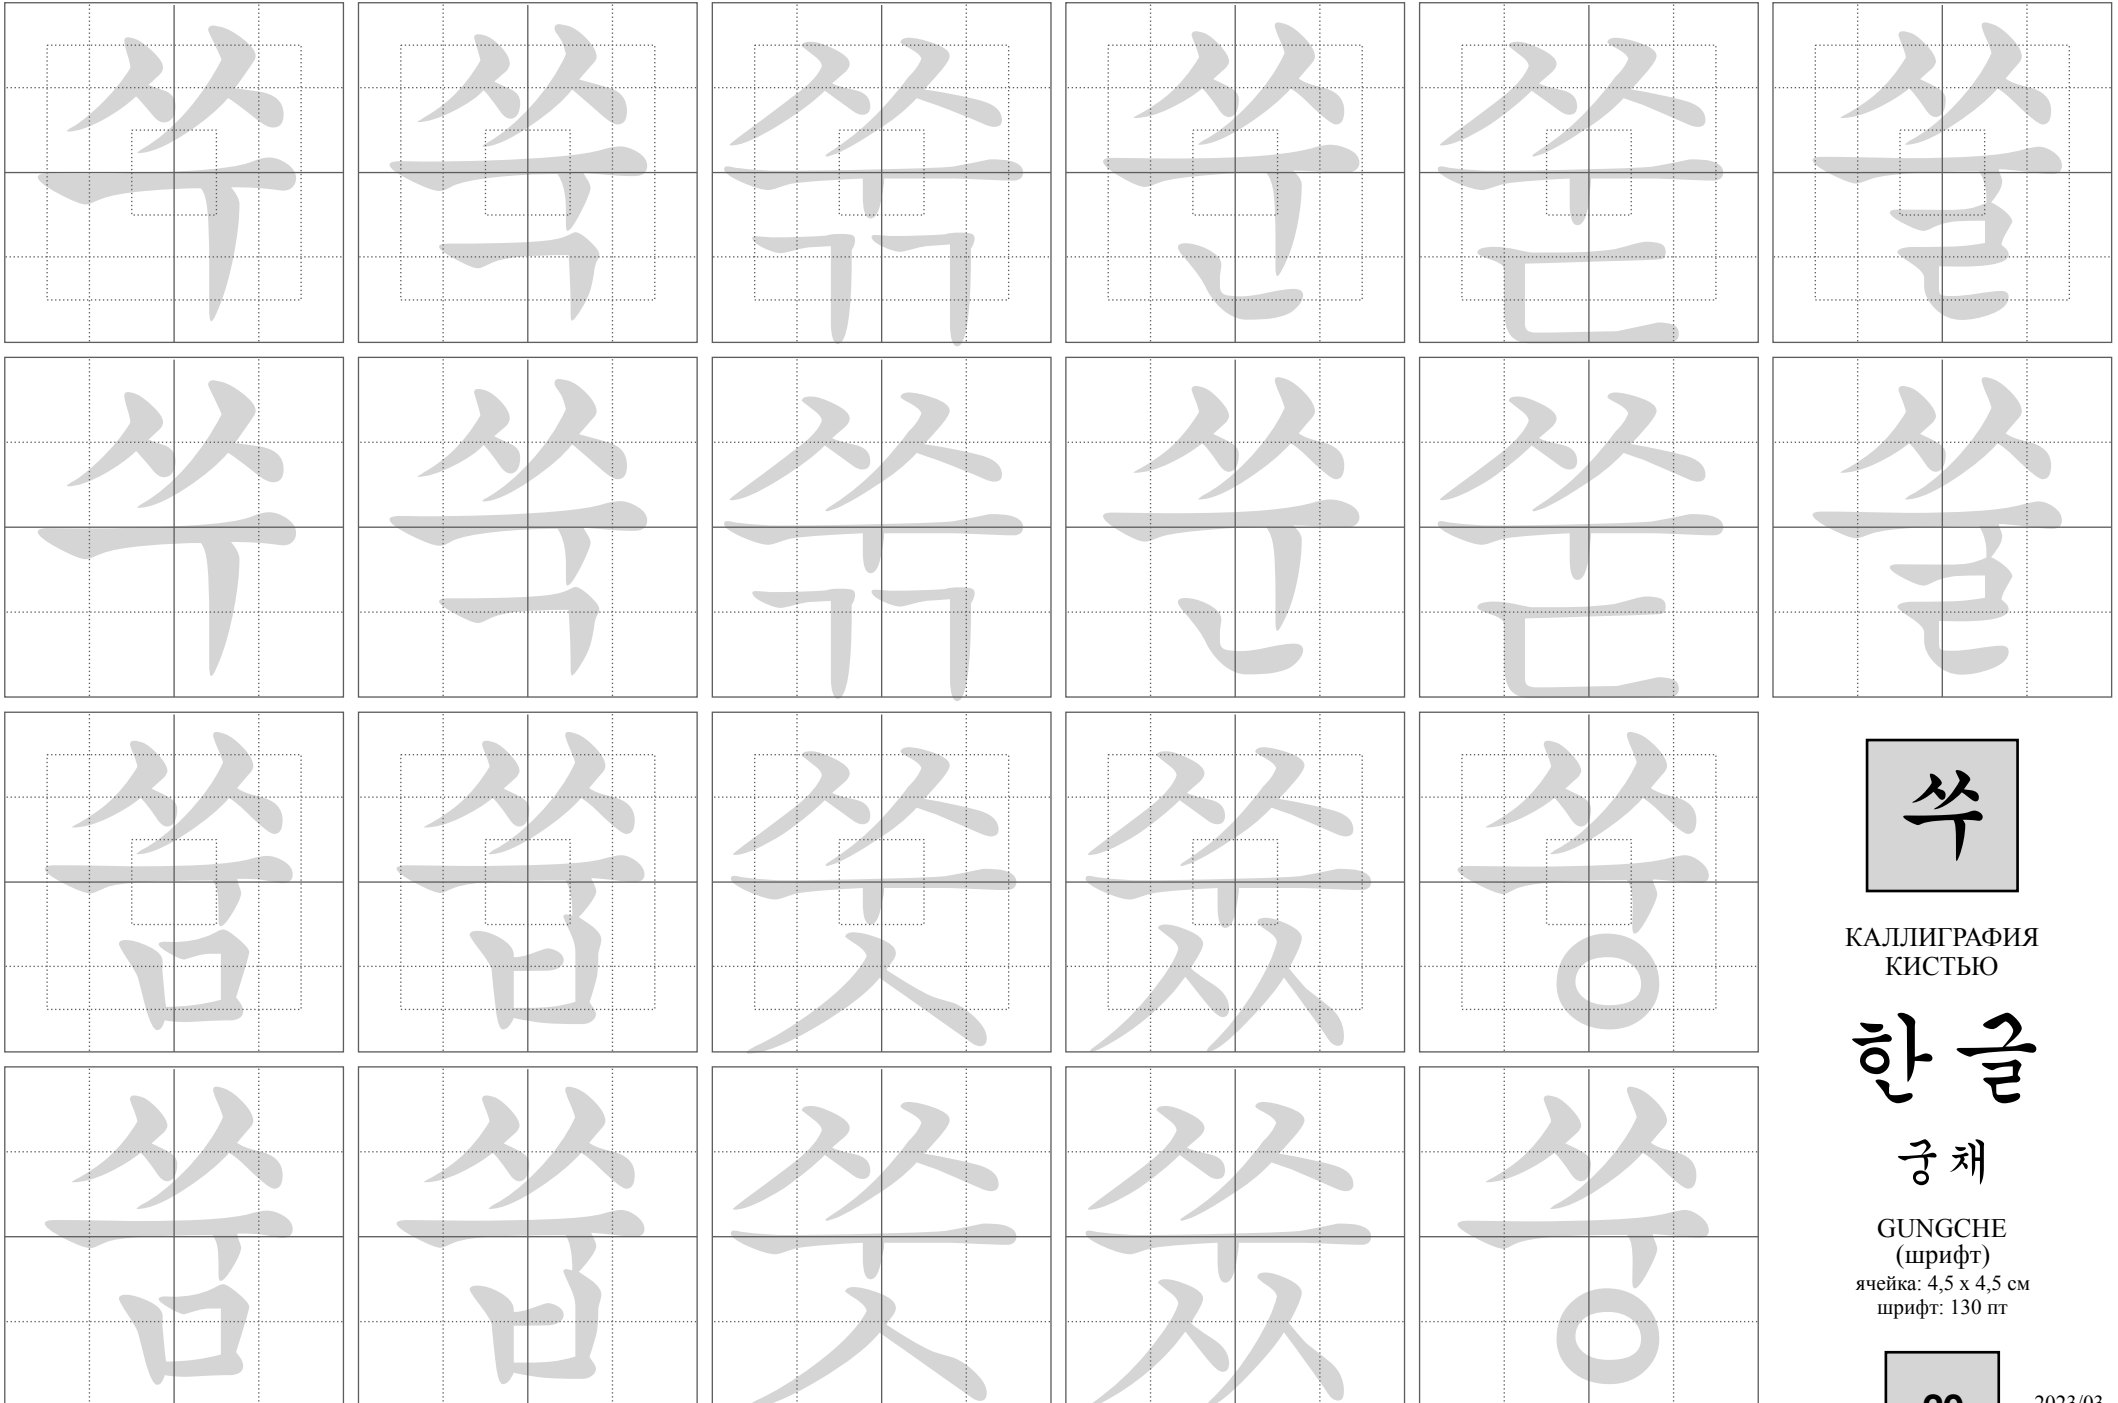 쑤 쑥 쑦 쑨 쑫 쑬
쑤 쑥 쑦 쑨 쑫 쑬
쑴 쑵 쑷 쑸 쑹
쑴 쑵 쑷 쑸 쑹
쑤
КАЛЛИГРАФИЯ
КИСТЬЮ
한글
궁채
GUNGCHE
(шрифт)
ячейка: 4,5 x 4,5 см
шрифт: 130 пт
2023/03